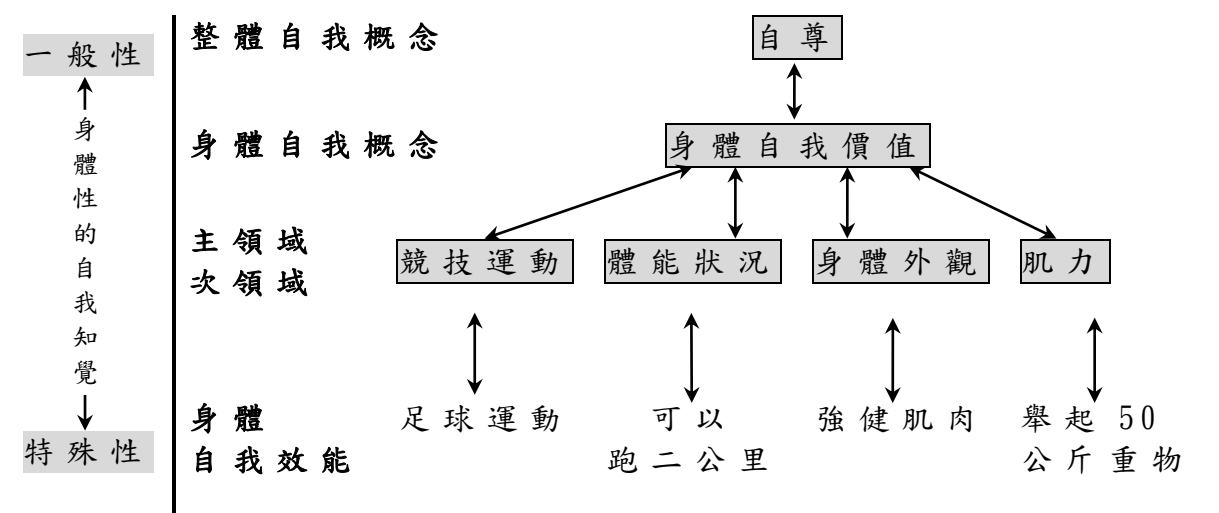 一般性
身體性的自我知覺
特殊性
整體自我概念
自尊
身體自我概念
身體自我價值
主領域
次領域
競技運動
體能狀況
身體外觀
肌力
身體
自我效能
足球運動
可以
跑二公里
強健肌肉
舉起50
公斤重物